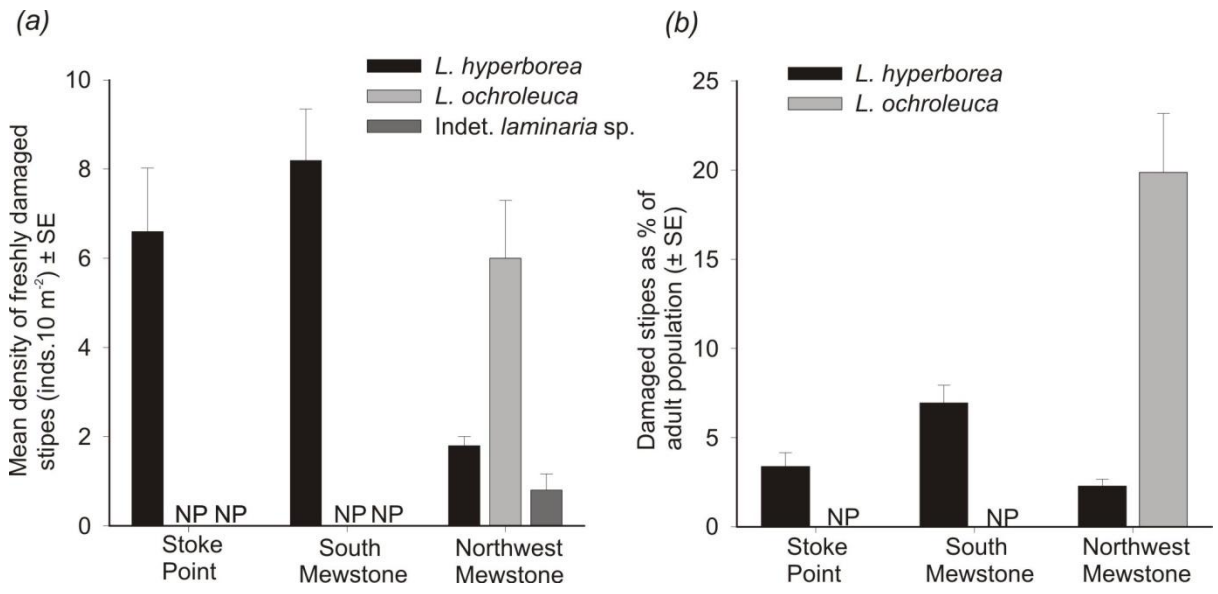 (a)
Mean density of freshly damaged
stipes (inds.10 m-2) ± SE
10
8
6
4
2
0
L. hyperborea
L. ochroleuca
Indet. laminaria sp.
NP NP
NP NP
Stoke
Point
South
Mewstone
Northwest
Mewstone
(b)
Damaged stipes as % of
adult population (± SE)
25
20
15
10
5
0
L. hyperborea
L. ochroleuca
NP
NP
Stoke
Point
South
Mewstone
Northwest
Mewstone